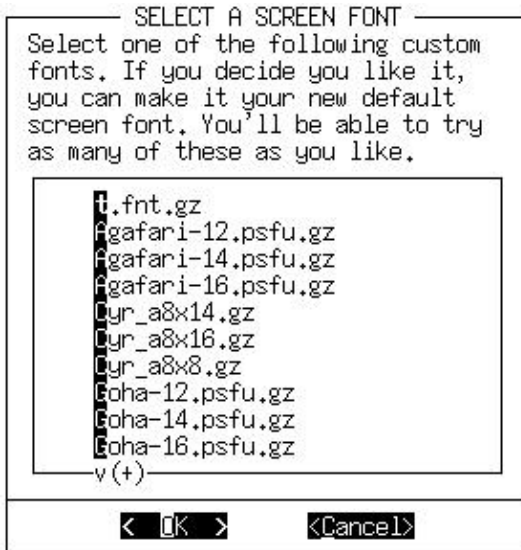 SELECT A SCREEN FONT
Select one of the following custom
fonts. If you decide you like it,
you can make it your new default
screen font. You'll be able to try
as many of these as you like.
t.fnt.gz
Agafari-12.psfu.gz
Agafari-14.psfu.gz
Agafari-16.psfu.gz
Cyr_a8x14.gz
Cyr_a8x16.gz
Cyr_a8x8.gz
Goha-12.psfu.gz
Goha-14.psfu.gz
Goha-16.psfu.gz
v(+)
< OK > <Cancel>